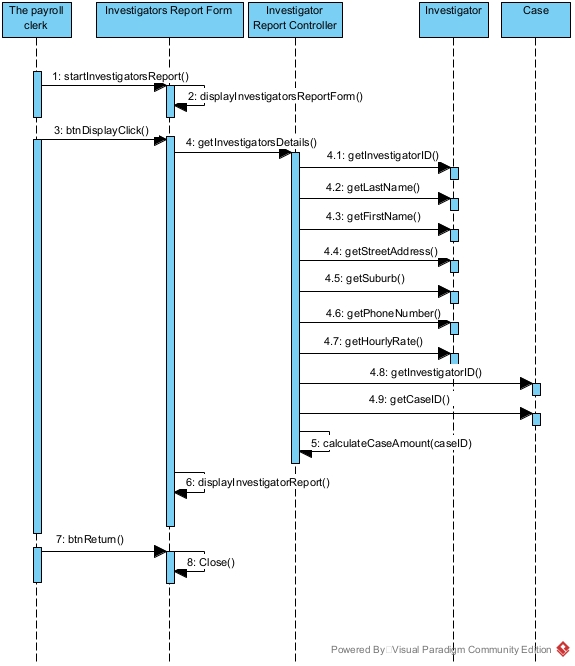 The payroll
clerk
Investigators Report Form
Investigator
Report Controller
Investigator
Case
1: startInvestigatorsReport()
2: displayInvestigatorsReportForm()
3: btnDisplayClick()
4: getInvestigatorsDetails()
4.1: getInvestigatorID()
4.2: getLastName()
4.3: getFirstName()
4.4: getStreetAddress()
4.5: getSuburb()
4.6: getPhoneNumber()
4.7: getHourlyRate()
4.8: getInvestigatorID()
4.9: getCaseID()
5: calculateCaseAmount(caseID)
6: displayInvestigatorReport()
7: btnReturn()
8: Close()
Powered By Visual Paradigm Community Edition